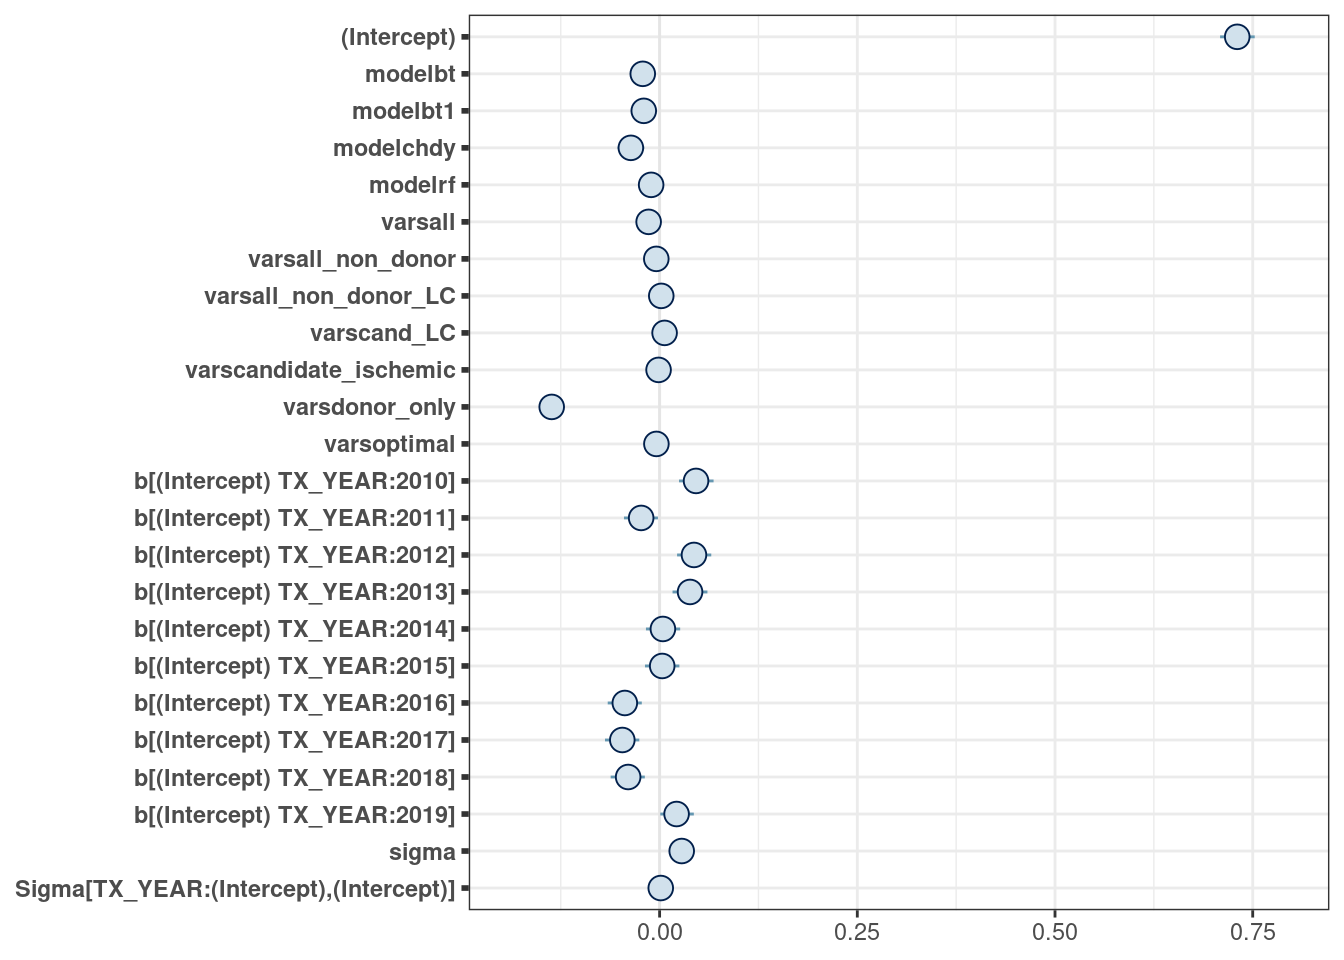 (Intercept)
modelbt
modelbt1
modelchdy
modelrf
varsall
varsall_non_donor
varsall_non_donor_LC
varscand_LC
varscandidate_ischemic
varsdonor_only
varsoptimal
b[(Intercept) TX_YEAR:2010]
b[(Intercept) TX_YEAR:2011]
b[(Intercept) TX_YEAR:2012]
b[(Intercept) TX_YEAR:2013]
b[(Intercept) TX_YEAR:2014]
b[(Intercept) TX_YEAR:2015]
b[(Intercept) TX_YEAR:2016]
b[(Intercept) TX_YEAR:2017]
b[(Intercept) TX_YEAR:2018]
b[(Intercept) TX_YEAR:2019]
sigma
Sigma[TX_YEAR:(Intercept),(Intercept)]
0.00 0.25 0.50 0.75